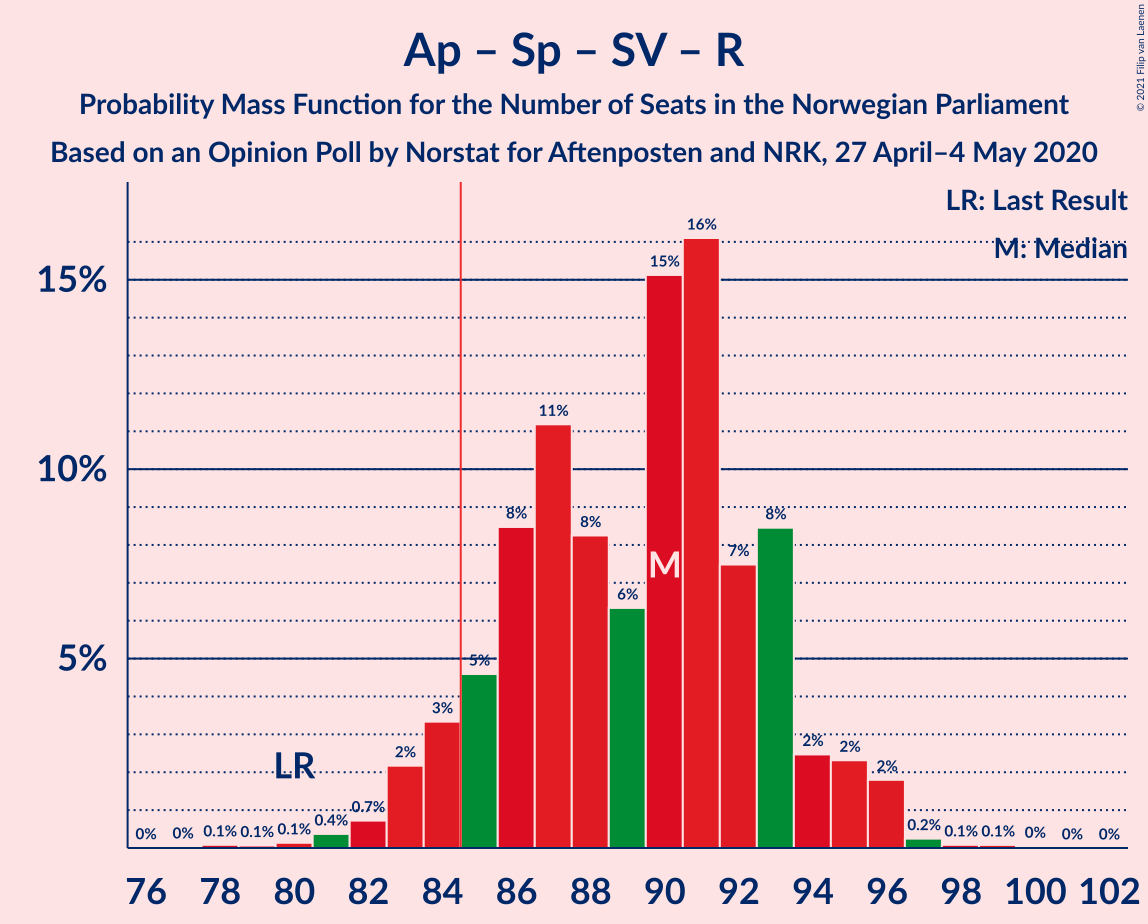 Ap – Sp – SV – R
Probability Mass Function for the Number of Seats in the Norwegian Parliament
Based on an Opinion Poll by Norstat for Aftenposten and NRK, 27 April–4 May 2020
© 2021 Filip van Laenen
LR: Last Result
M: Median
15%
10%
5%
0% 0% 0.1% 0.1% 0.1% 0.4% 0.7% 2% 3% 5% 8% 11% 8% 6% 15% 16% 7% 8% 2% 2% 2% 0.2% 0.1% 0.1% 0% 0% 0%
LR
M
76 78 80 82 84 86 88 90 92 94 96 98 100 102